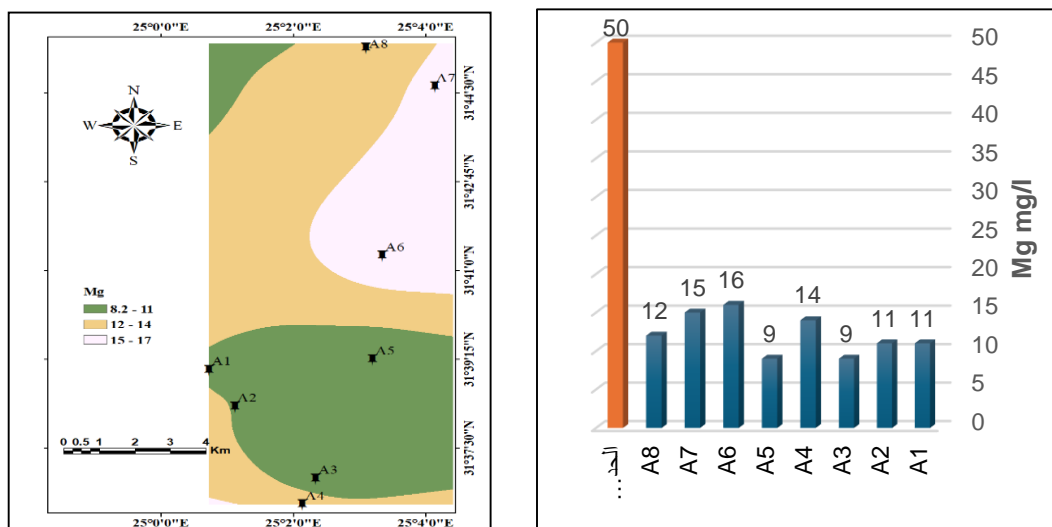 25°0'0"E 25°2'0"E 25°4'0"E
N
W E
S
A8
A7
A6
A5
A1
A2
A3
A4
31°44'30"N
31°42'45"N
31°41'0"N
31°39'15"N
31°37'30"N
Mg
8.2 - 11
12 - 14
15 - 17
0 0.5 1 2 3 4
Km
25°0'0"E 25°2'0"E 25°4'0"E
50
12
15
16
9
14
9
11
11
50
45
40
35
30
25
20
15
10
5
0
Mg mg/l
الحد...
A8
A7
A6
A5
A4
A3
A2
A1